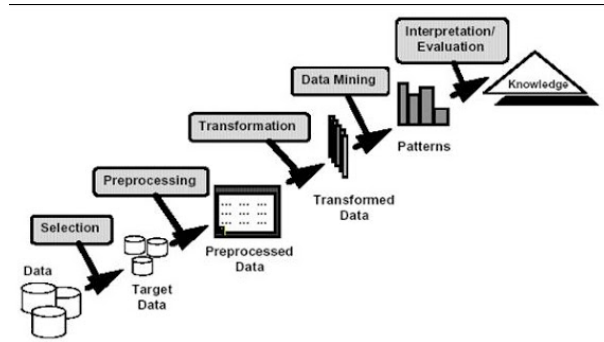 Interpretation/
Evaluation
Knowledge
Data Mining
Patterns
Transformation
Transformed
Data
Preprocessing
Preprocessed
Data
Selection
Target
Data
Data